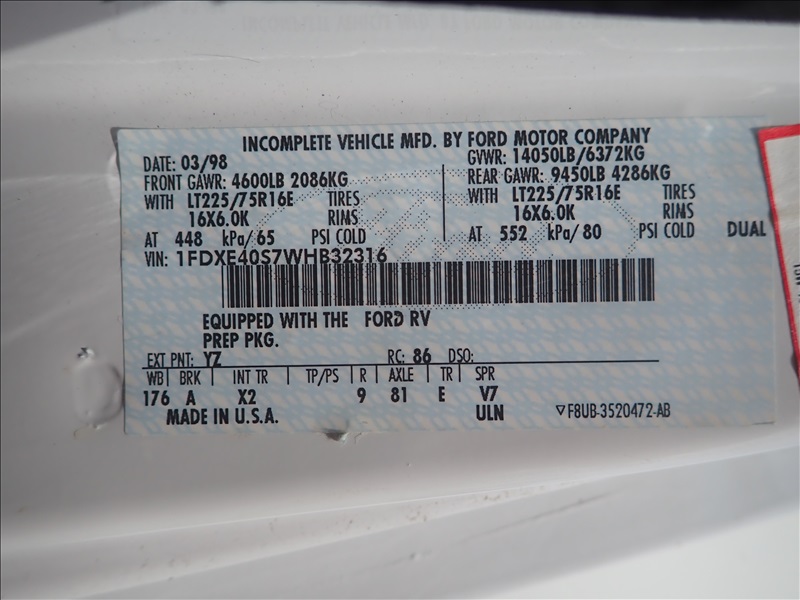 INCOMPLETE VEHICLE MFD. BY FORD MOTOR COMPANY
DATE: 03/98 GVWR: 14050LB/6372KG
FRONT GAWR: 4600LB 2086KG REAR GAWR: 9450LB 4286KG
WITH LT225/75R16E TIRES WITH LT225/75R16E TIRES
16X6.0K RIMS 16X6.0K RIMS
AT 448 kPa/65 PSI COLD AT 552 kPa/80 PSI COLD DUAL
VIN: 1FDXE40S7WHB32316
EQUIPPED WITH THE FORD RV
PREP PKG.
EXT PNT: YZ RC: 86 DSO:
WB BRK INT TR TP/PS R AXLE TR SPR
176 A X2 9 81 E V7
MADE IN U.S.A. ULN ▽F8UB-3520472-AB